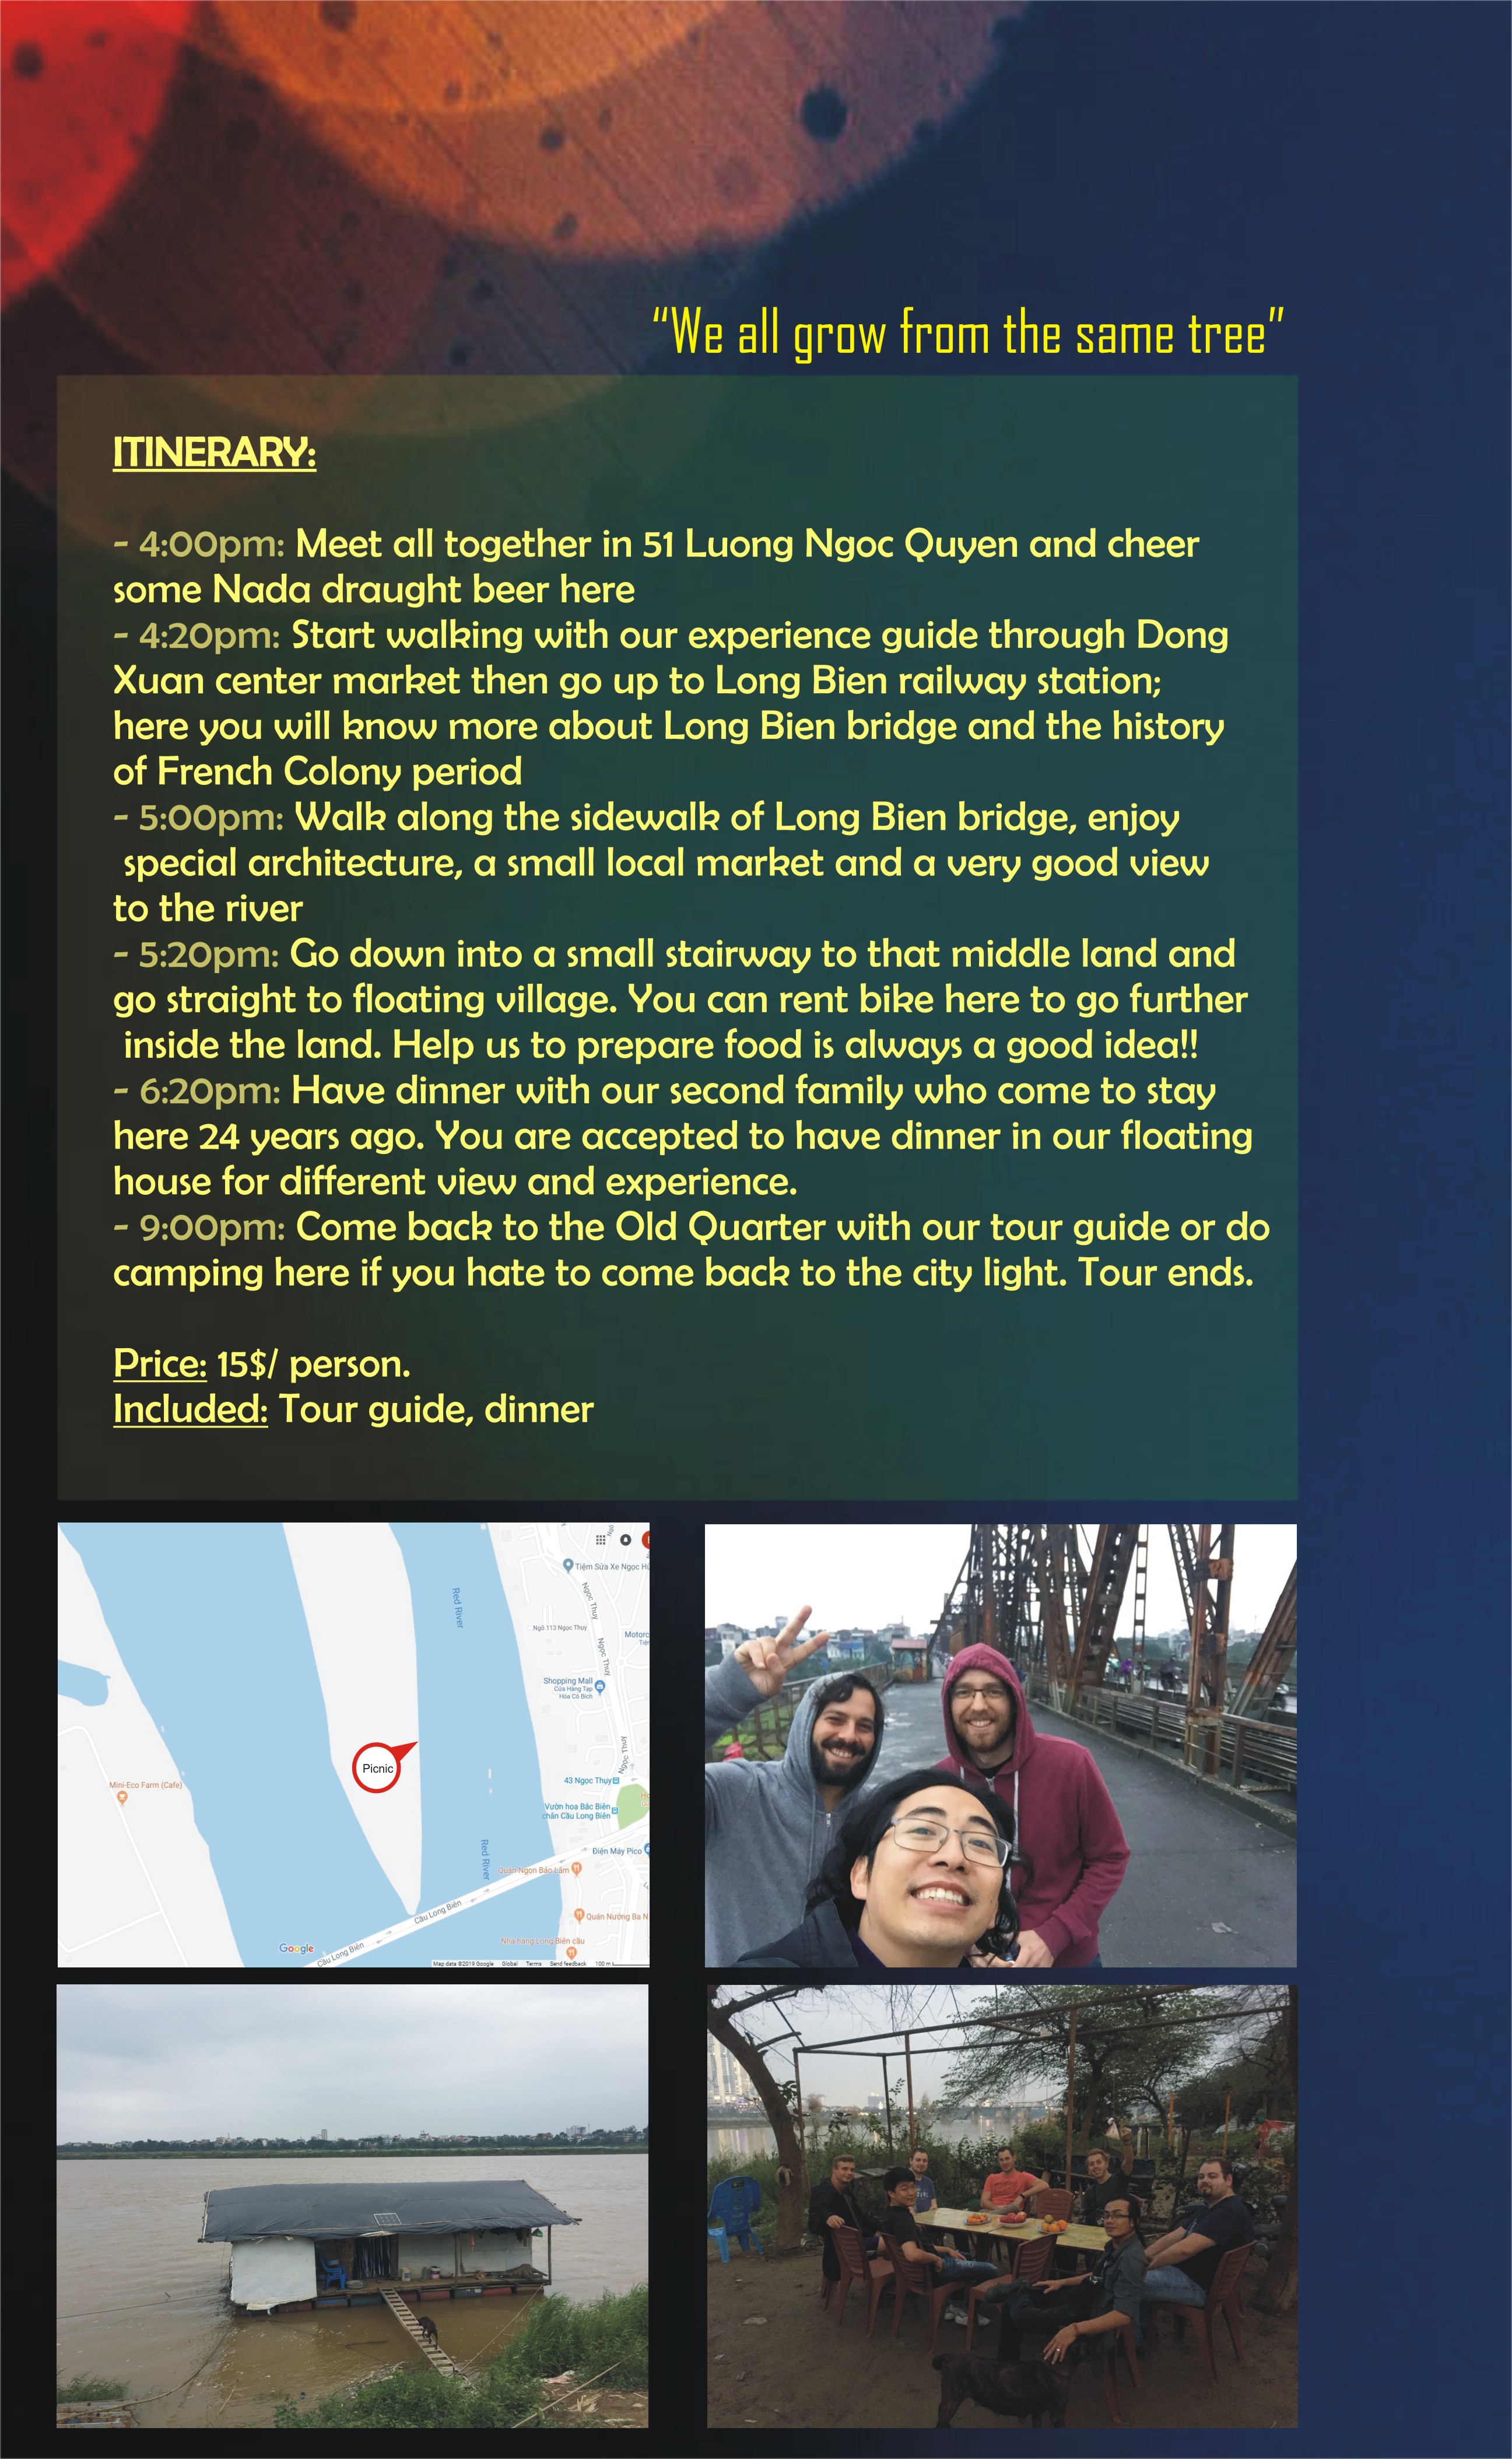 “We all grow from the same tree”
ITINERARY:
- 4:00pm: Meet all together in 51 Luong Ngoc Quyen and cheer
some Nada draught beer here
- 4:20pm: Start walking with our experience guide through Dong
Xuan center market then go up to Long Bien railway station;
here you will know more about Long Bien bridge and the history
of French Colony period
- 5:00pm: Walk along the sidewalk of Long Bien bridge, enjoy
special architecture, a small local market and a very good view
to the river
- 5:20pm: Go down into a small stairway to that middle land and
go straight to floating village. You can rent bike here to go further
inside the land. Help us to prepare food is always a good idea!!
- 6:20pm: Have dinner with our second family who come to stay
here 24 years ago. You are accepted to have dinner in our floating
house for different view and experience.
- 9:00pm: Come back to the Old Quarter with our tour guide or do
camping here if you hate to come back to the city light. Tour ends.
Price: 15$/ person.
Included: Tour guide, dinner
Tiệm Sửa Xe Ngọc
Ngọc Thụy
Red River
Ngõ 113 Ngọc Thụy
Ngọc Thụy
Shopping Mall
Cửa Hàng Tạp
Hóa Cô Bích
Ngọc Thụy
Picnic
Mini-Eco Farm (Cafe)
43 Ngọc Thụy
Vườn hoa Bắc Biên
chân Cầu Long Biên
Điện Máy Pico
Red River
Quán Ngon Bảo Lâm
Cầu Long Biên
Quán Nướng Ba
Nhà hàng Long Biên cầu
Google
Cầu Long Biên
Map data ©2019 Google Global Terms Send feedback 100 m